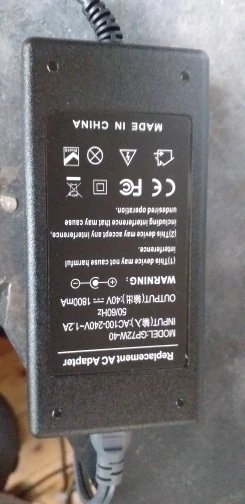 Replacement AC Adapter
MODEL:GP72W-40
INPUT(输入):AC100-240V~1.2A
50/60Hz
OUTPUT(输出):40V ⎓ 1800mA
WARNING:
(1)This device may not cause harmful
interference.
(2)This device may accept any interference,
including interference that may cause
undesired operation.
CE FC
MADE IN CHINA